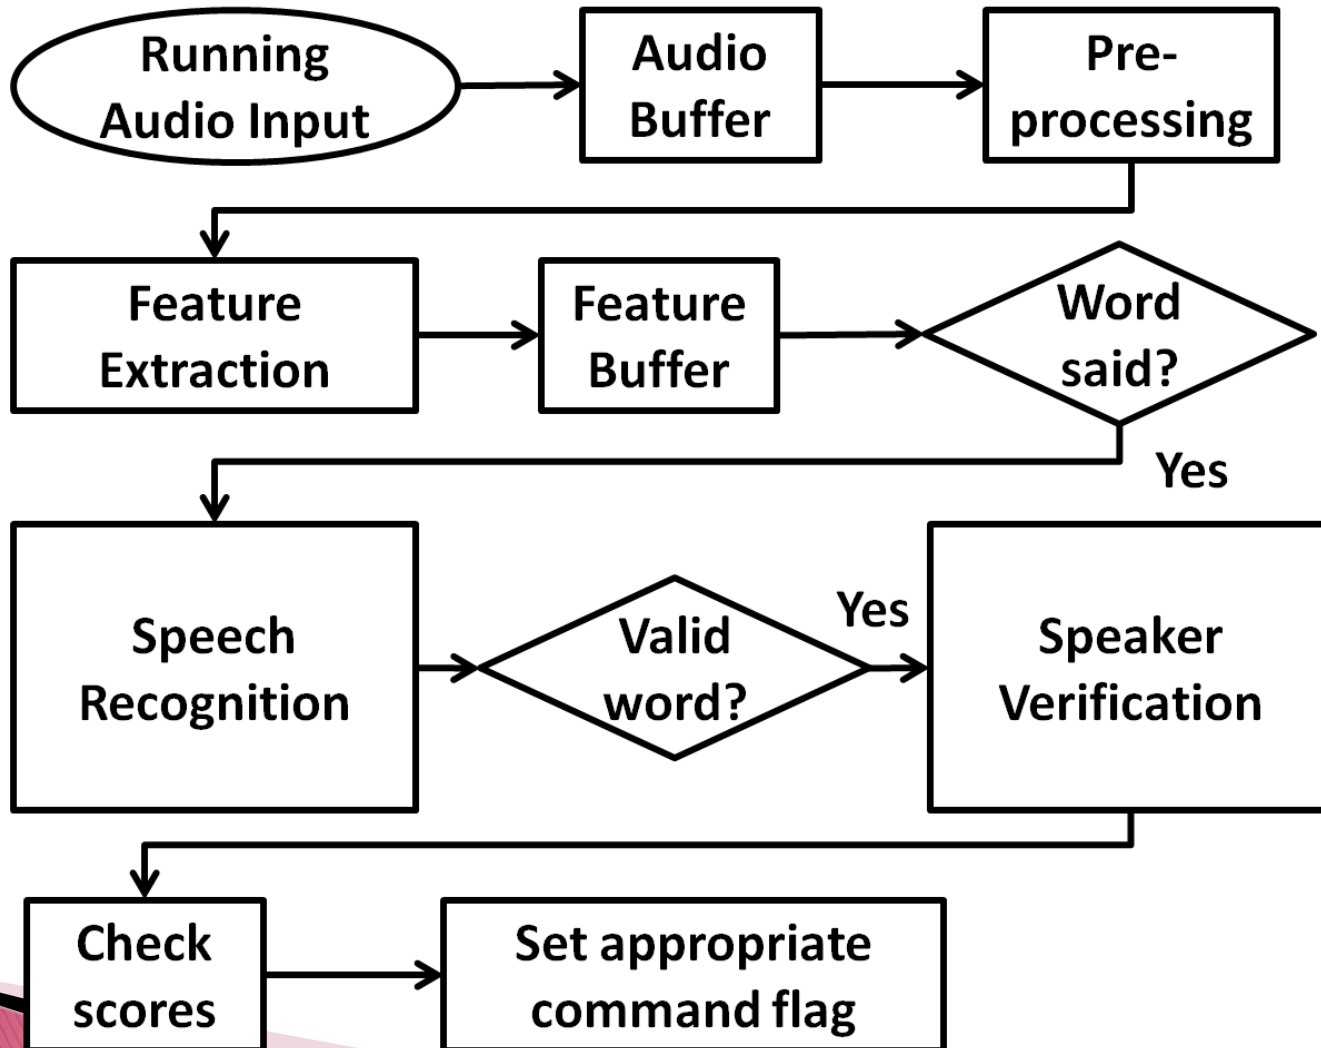 Running
Audio Input
Audio
Buffer
Pre-
processing
Feature
Extraction
Feature
Buffer
Word
said?
Yes
Speech
Recognition
Valid
word?
Yes
Speaker
Verification
Check
scores
Set appropriate
command flag